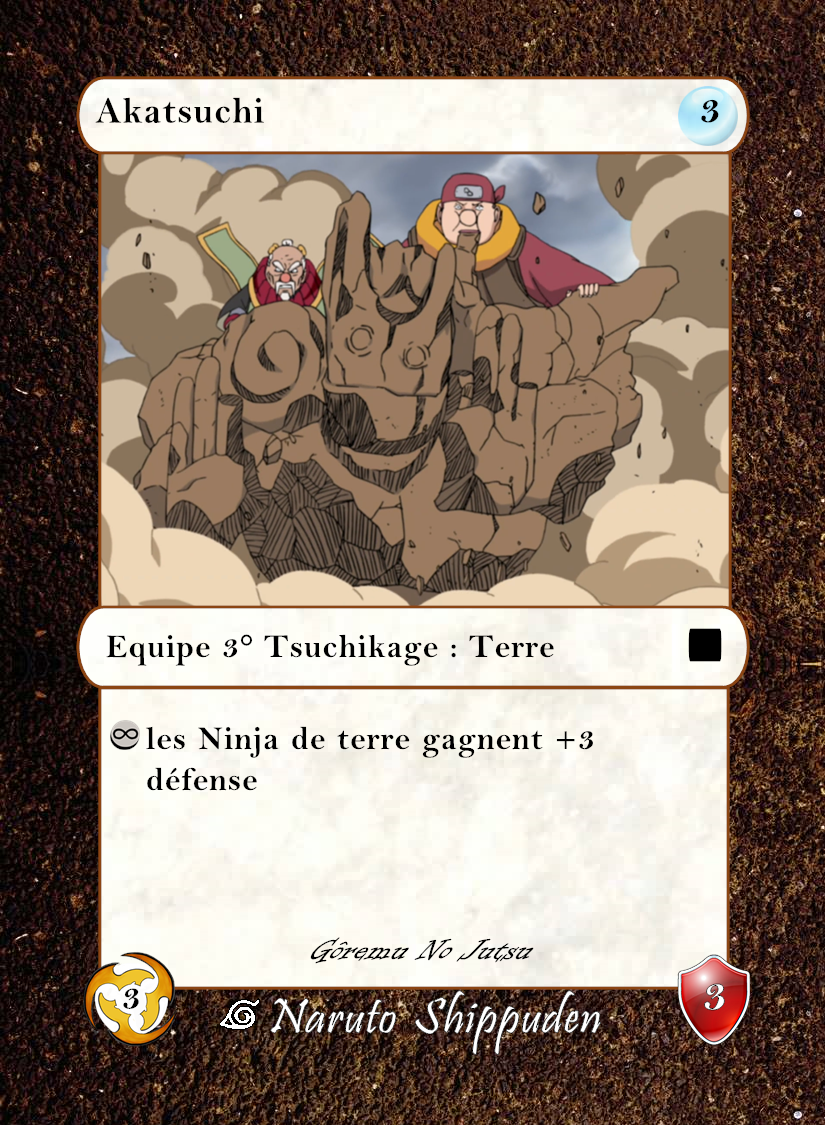 Akatsuchi
3
Equipe 3° Tsuchikage : Terre
∞ les Ninja de terre gagnent +3
défense
Gôremu No Jutsu
3
3
Naruto Shippuden